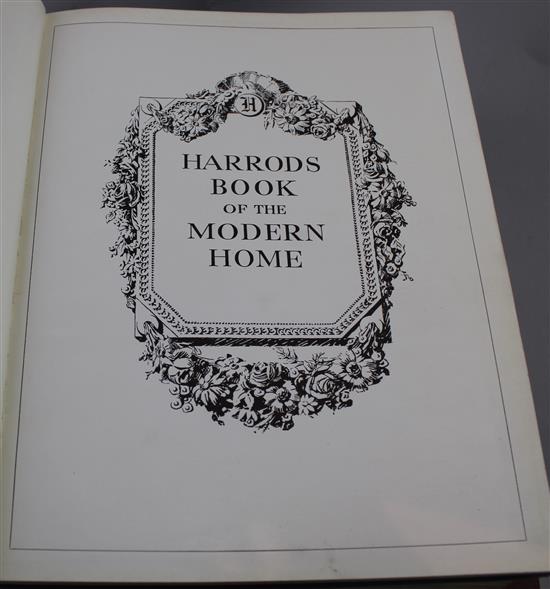 H
HARRODS
BOOK
OF THE
MODERN
HOME